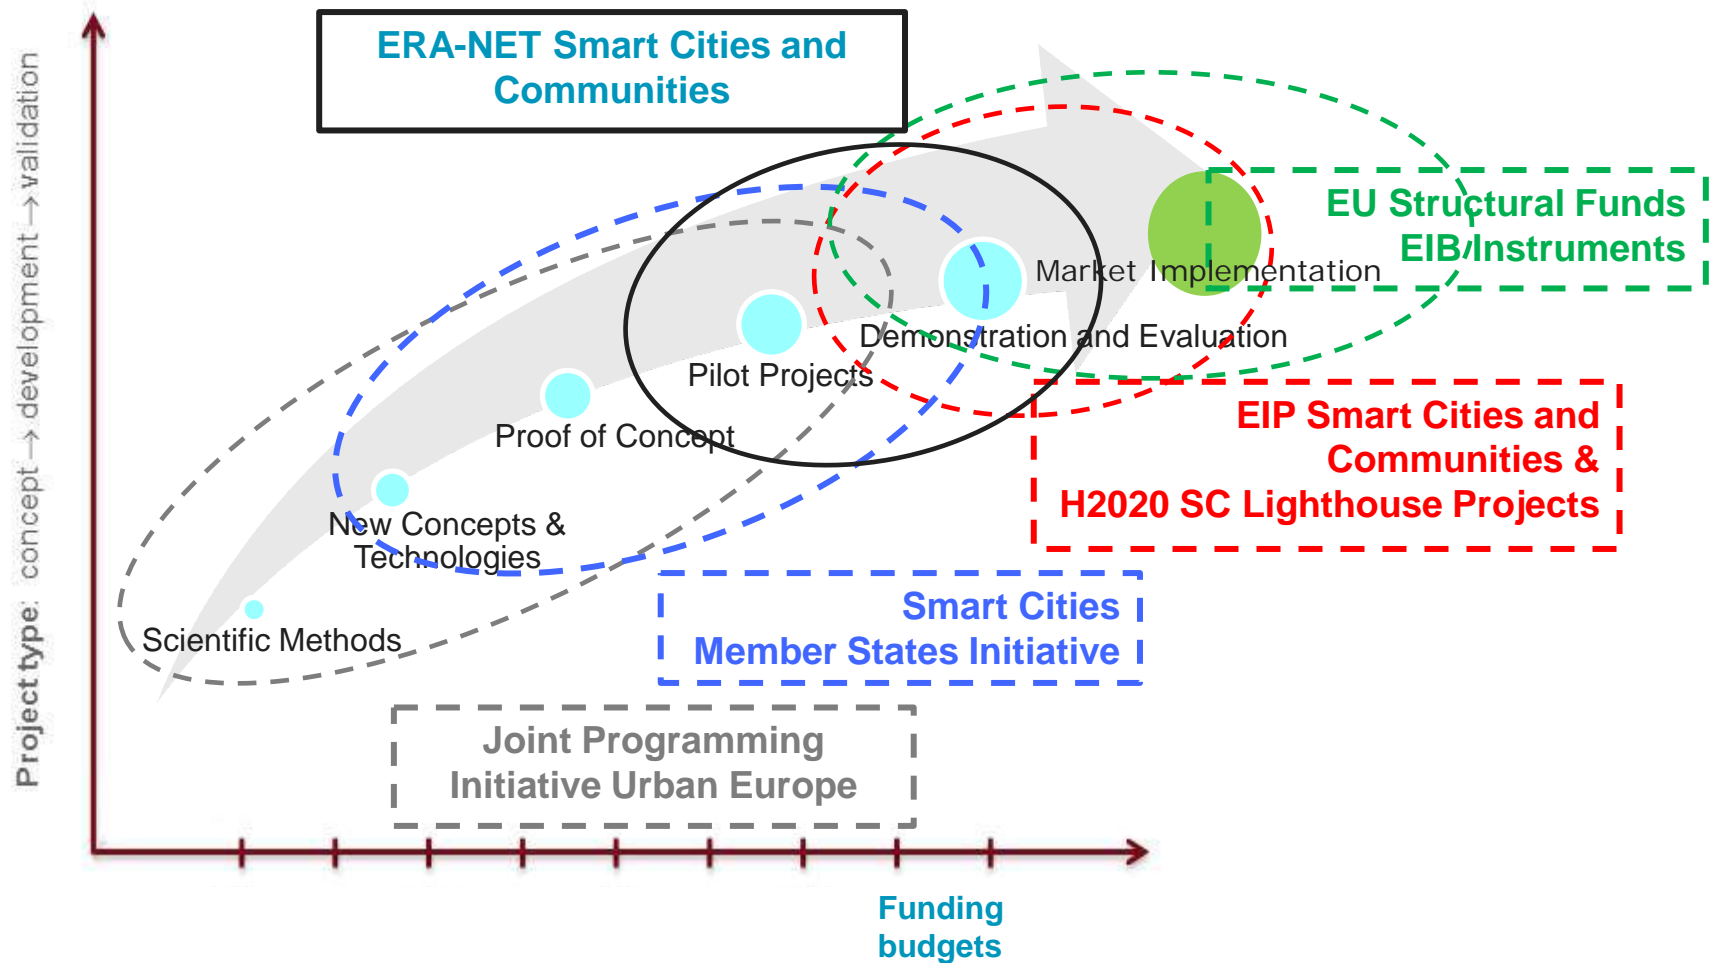 ERA-NET Smart Cities and
Communities
Project type: concept→ development→validation
EU Structural Funds
EIB Instruments
Market Implementation
Demonstration and Evaluation
Pilot Projects
EIP Smart Cities and
Communities &
H2020 SC Lighthouse Projects
Proof of Concept
New Concepts &
Technologies
Scientific Methods
Smart Cities
Member States Initiative
Joint Programming
Initiative Urban Europe
Funding
budgets